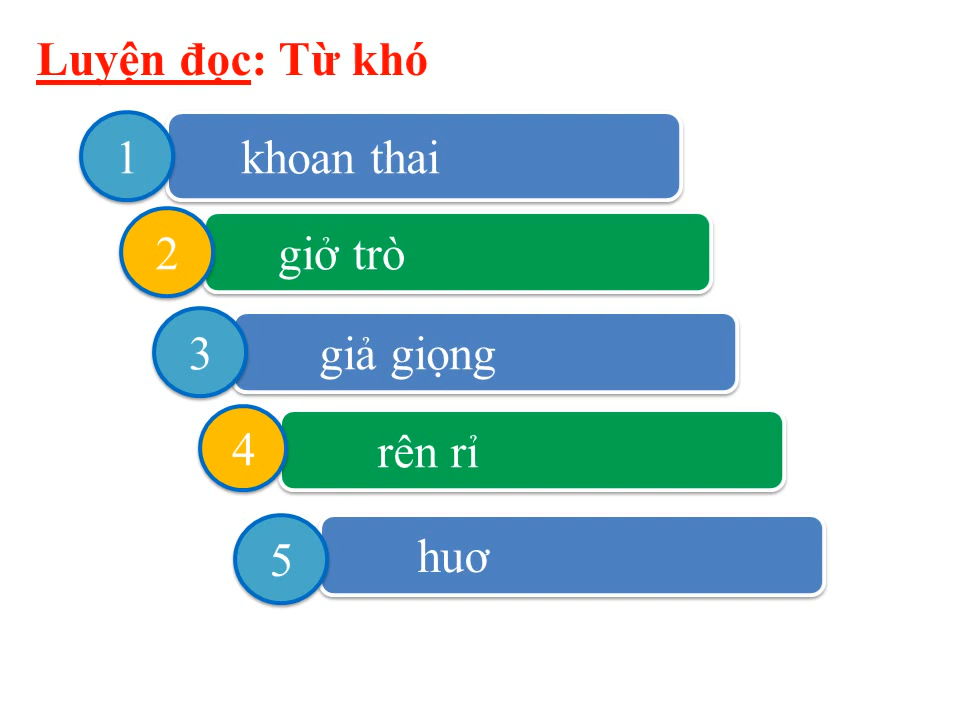 Luyện đọc: Từ khó
1 khoan thai
2 giở trò
3 giả giọng
4 rên rỉ
5 huơ